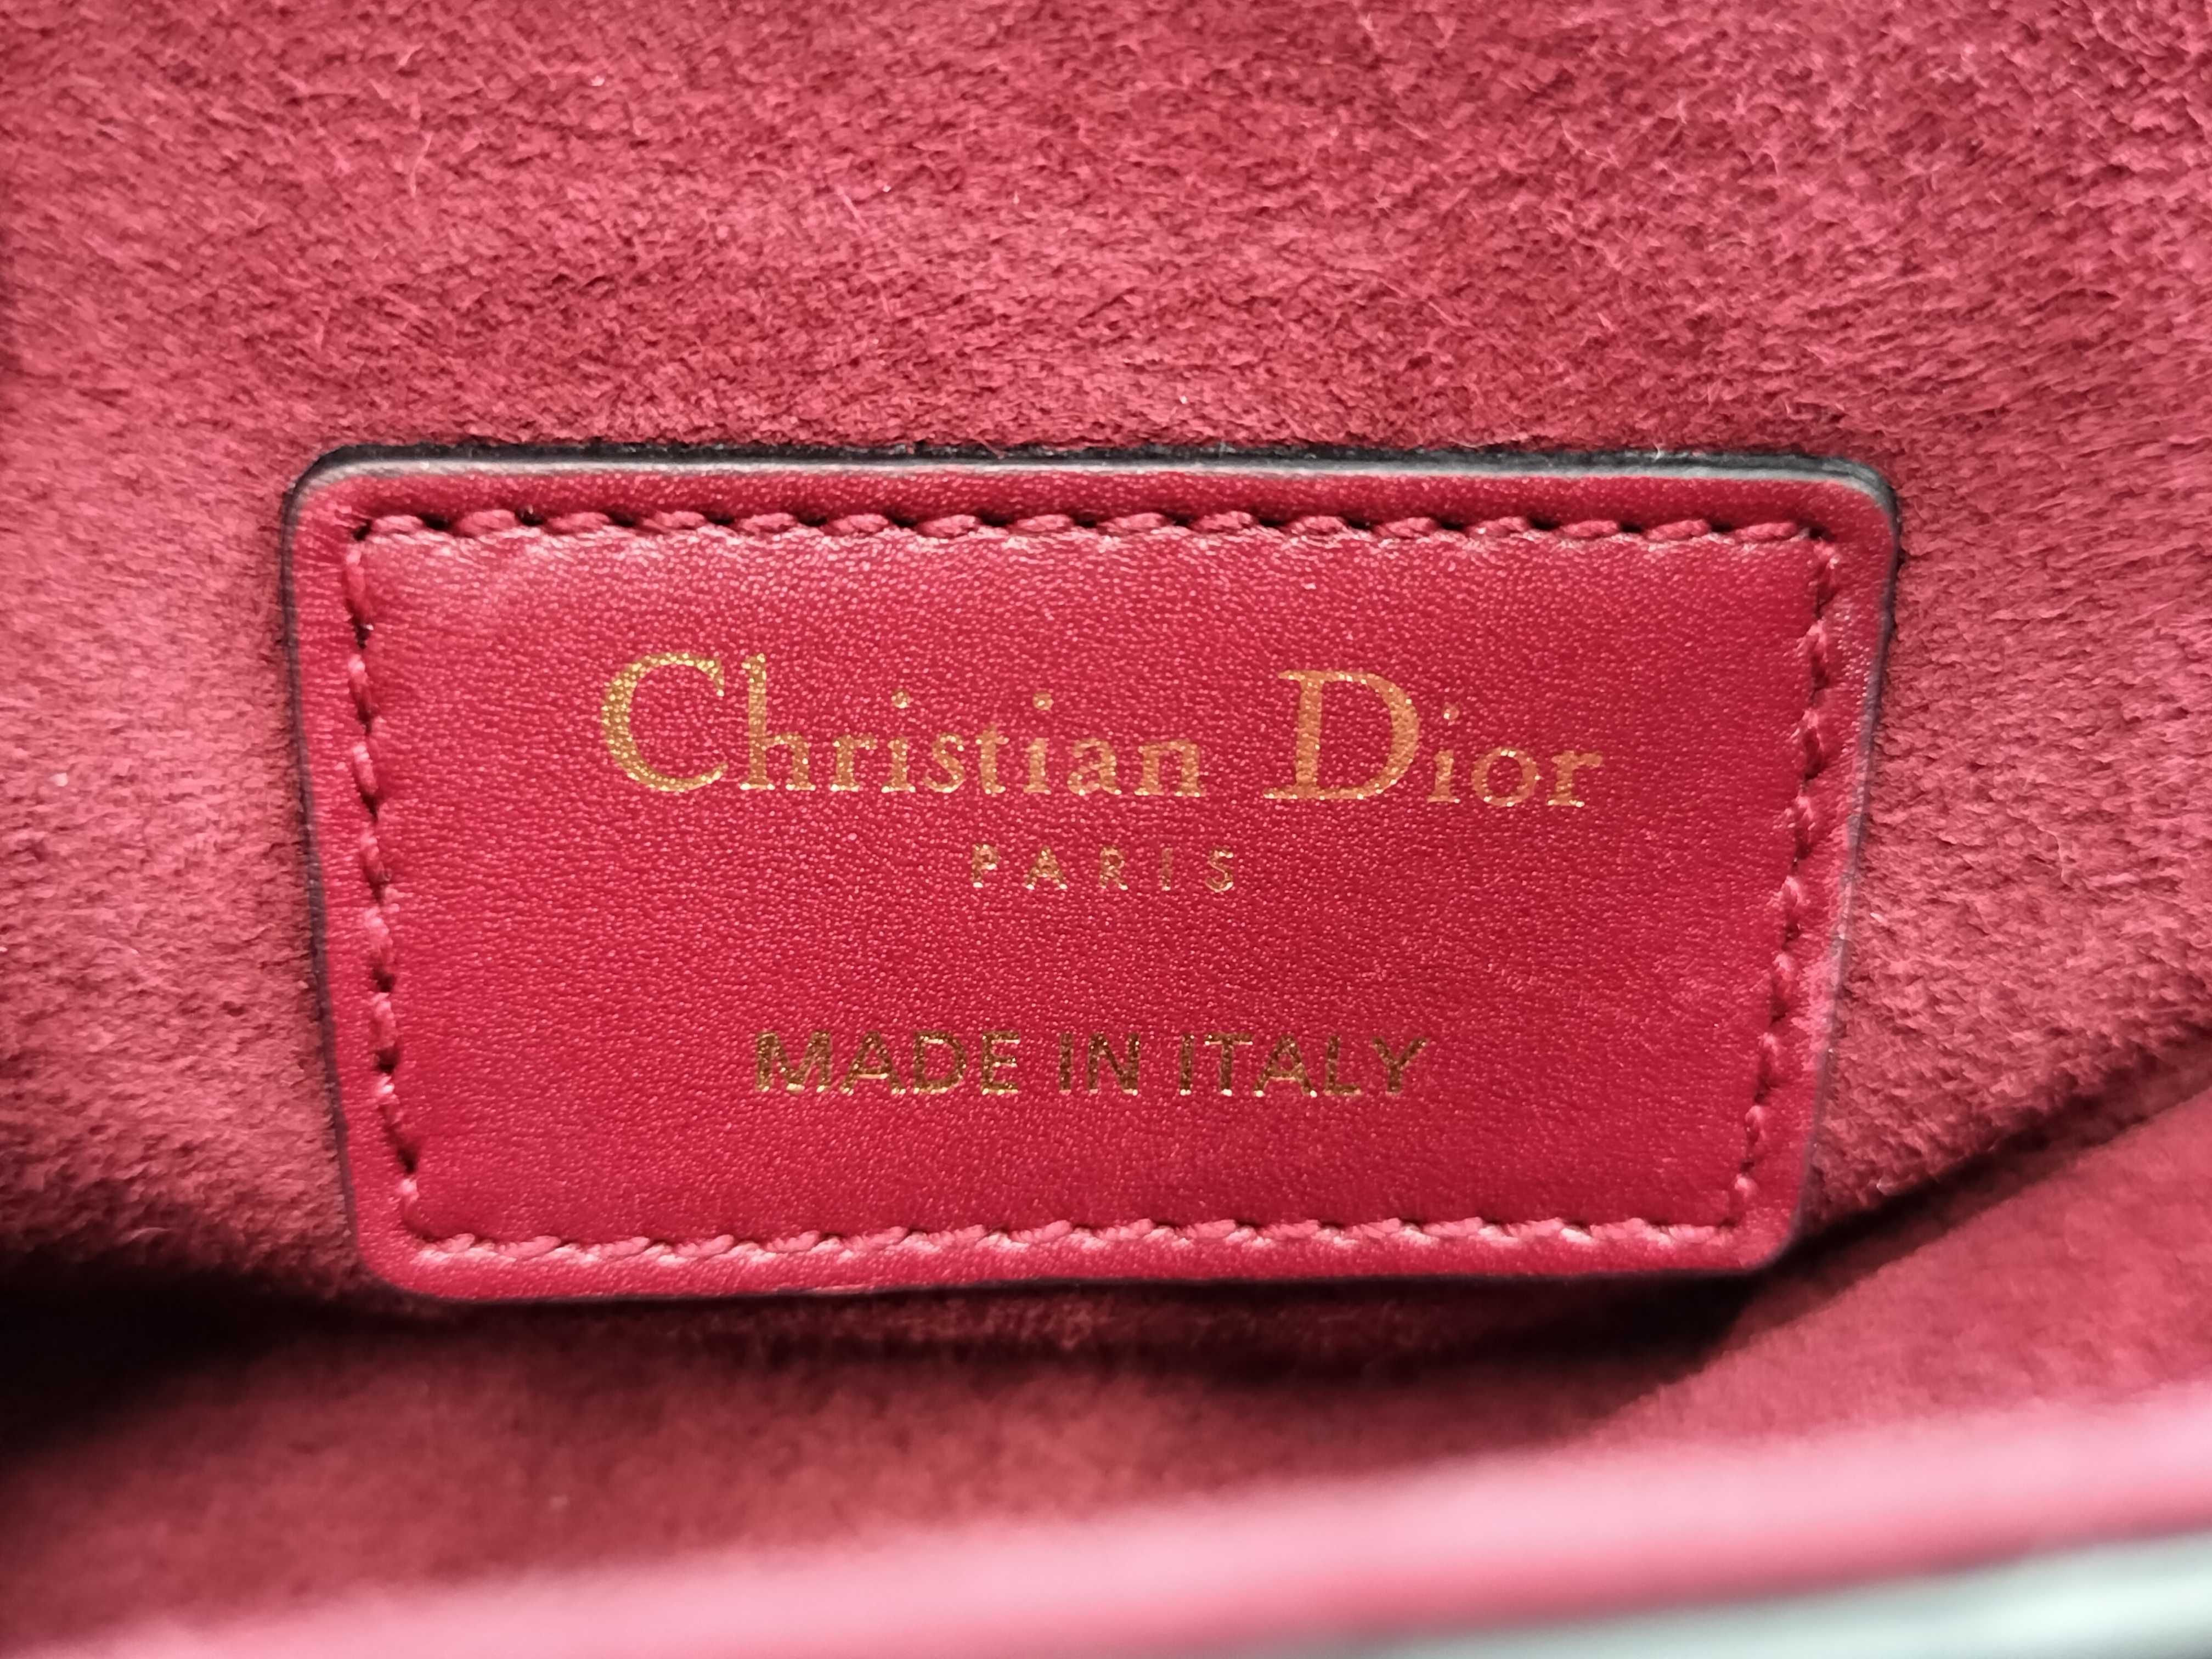 Christian Dior
PARIS
MADE IN ITALY